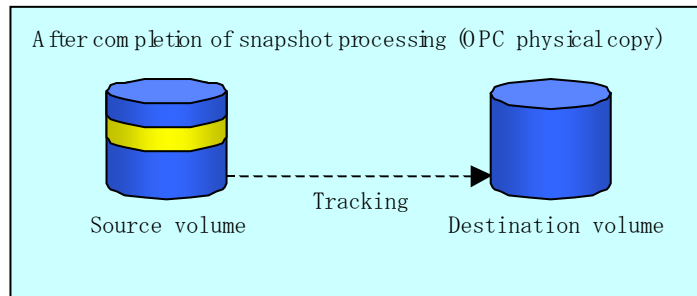 After completion of snapshot processing (OPC physical copy)
Tracking
Source volume
Destination volume